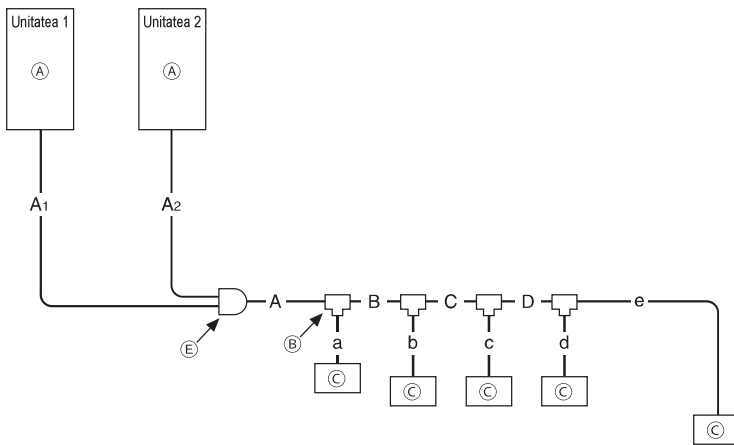 Unitatea 1 Unitatea 2
Ⓐ Ⓐ
A1 A2
A B C D e
Ⓔ Ⓑ a b c d
Ⓒ Ⓒ Ⓒ Ⓒ
Ⓒ